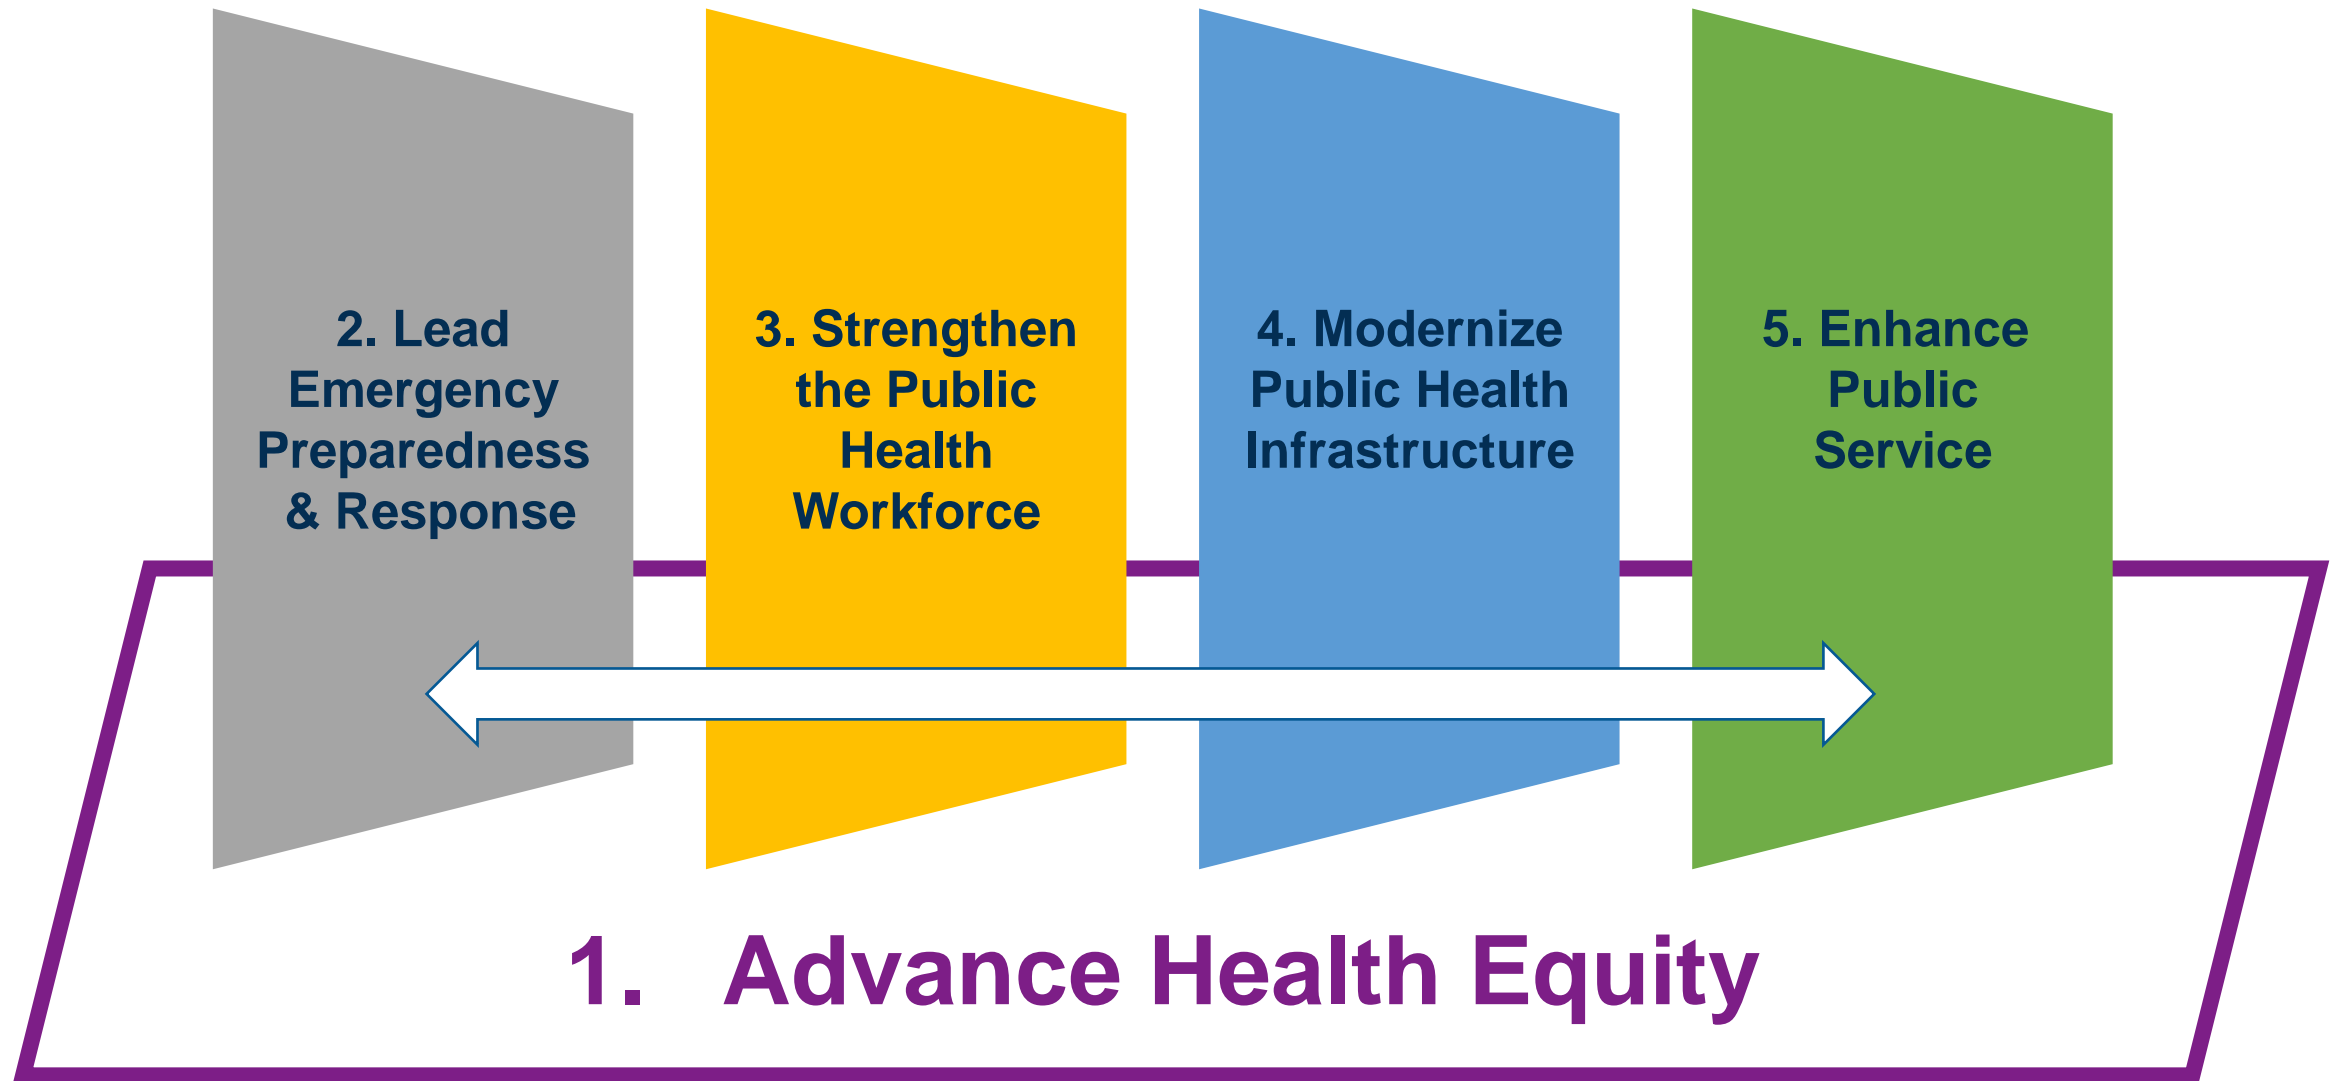 2. Lead
Emergency
Preparedness
& Response
3. Strengthen
the Public
Health
Workforce
4. Modernize
Public Health
Infrastructure
5. Enhance
Public
Service
1. Advance Health Equity